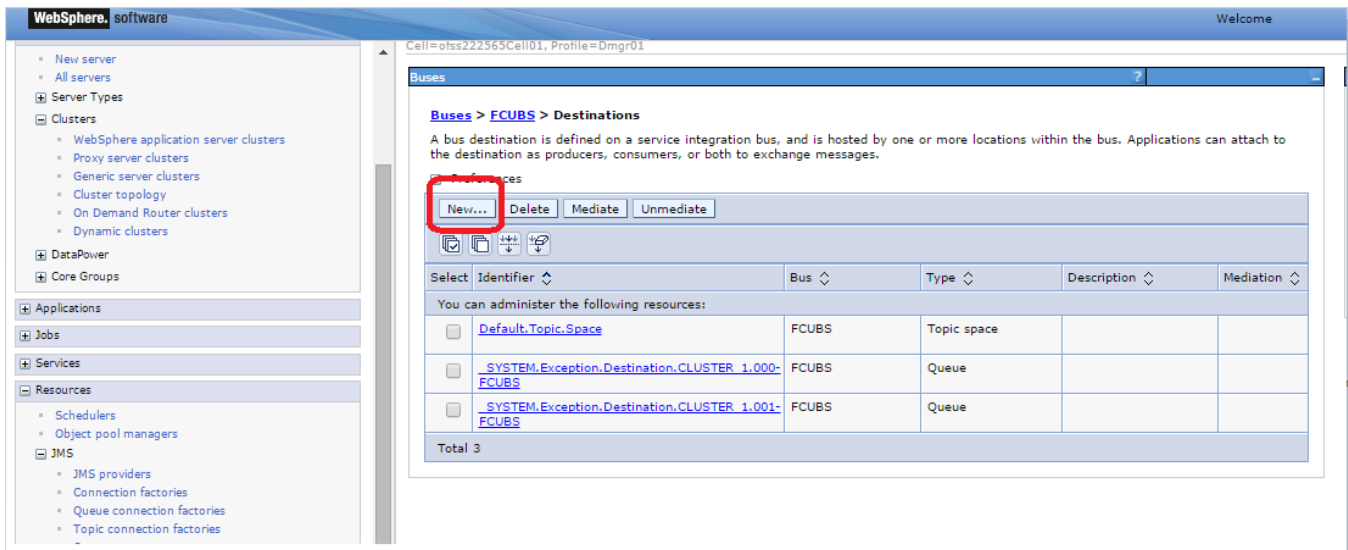 WebSphere. software
Welcome
New server
All servers
Server Types
Clusters
WebSphere application server clusters
Proxy server clusters
Generic server clusters
Cluster topology
On Demand Router clusters
Dynamic clusters
DataPower
Core Groups
Applications
Jobs
Services
Resources
Schedulers
Object pool managers
JMS
JMS providers
Connection factories
Queue connection factories
Topic connection factories
Cell=ofss222565Cell01, Profile=Dmgr01
Buses ? -
Buses > FCUBS > Destinations
A bus destination is defined on a service integration bus, and is hosted by one or more locations within the bus. Applications can attach to
the destination as producers, consumers, or both to exchange messages.
Preferences
New... Delete Mediate Unmediate
Select Identifier Bus Type Description Mediation
You can administer the following resources:
Default.Topic.Space FCUBS Topic space
_SYSTEM.Exception.Destination.CLUSTER_1.000- FCUBS Queue
FCUBS
_SYSTEM.Exception.Destination.CLUSTER_1.001- FCUBS Queue
FCUBS
Total 3